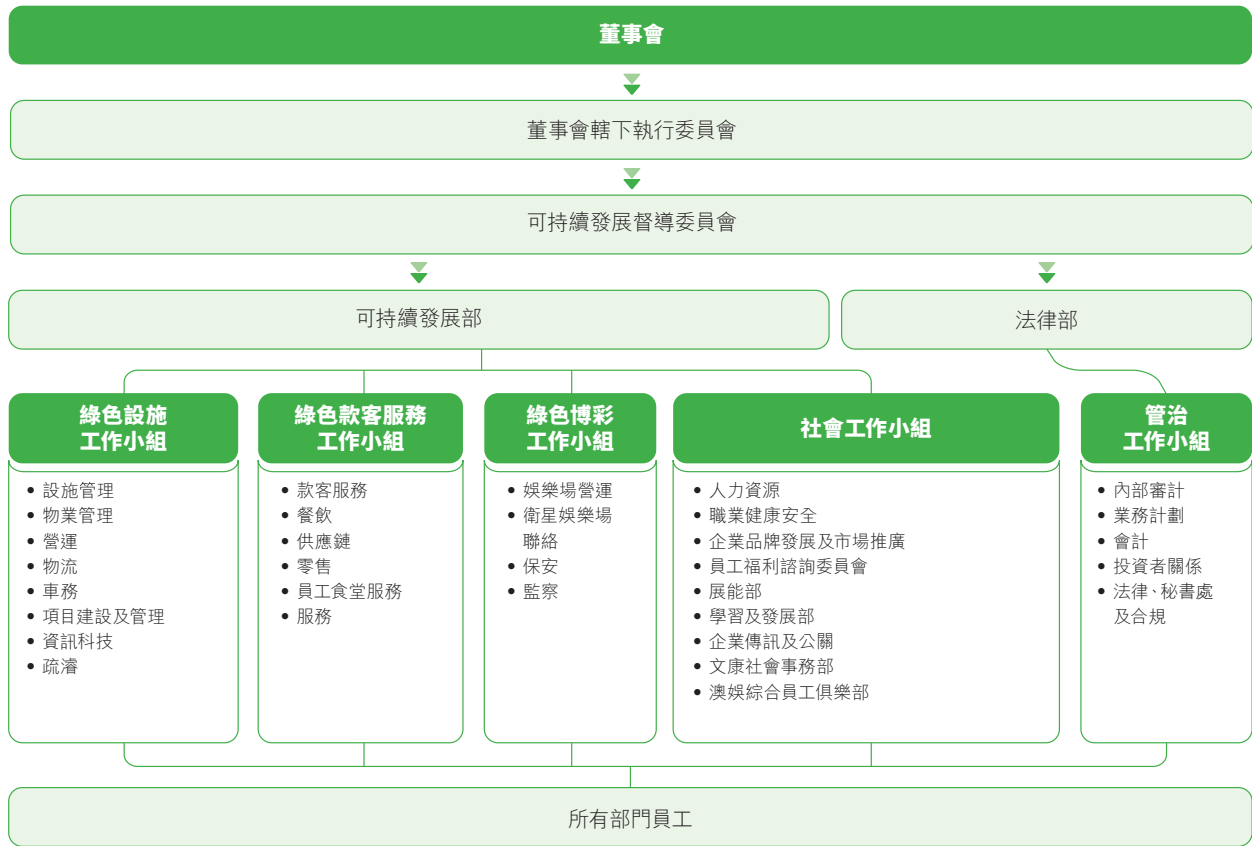 董事會
董事會轄下執行委員會
可持續發展督導委員會
可持續發展部
法律部
綠色設施
工作小組
• 設施管理
• 物業管理
• 營運
• 物流
• 車務
• 項目建設及管理
• 資訊科技
• 疏濬
綠色款客服務
工作小組
• 款客服務
• 餐飲
• 供應鏈
• 零售
• 員工食堂服務
• 服務
綠色博彩
工作小組
• 娛樂場營運
• 衛星娛樂場
聯絡
• 保安
• 監察
社會工作小組
• 人力資源
• 職業健康安全
• 企業品牌發展及市場推廣
• 員工福利諮詢委員會
• 展能部
• 學習及發展部
• 企業傳訊及公關
• 文康社會事務部
• 澳娛綜合員工俱樂部
管治
工作小組
• 內部審計
• 業務計劃
• 會計
• 投資者關係
• 法律、秘書處
及合規
所有部門員工